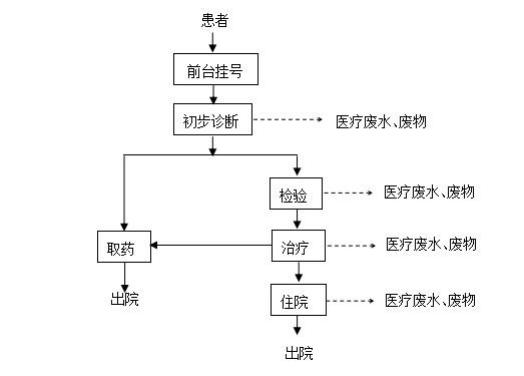 患者
前台挂号
初步诊断
医疗废水、废物
检验
医疗废水、废物
取药
治疗
医疗废水、废物
出院
住院
医疗废水、废物
出院